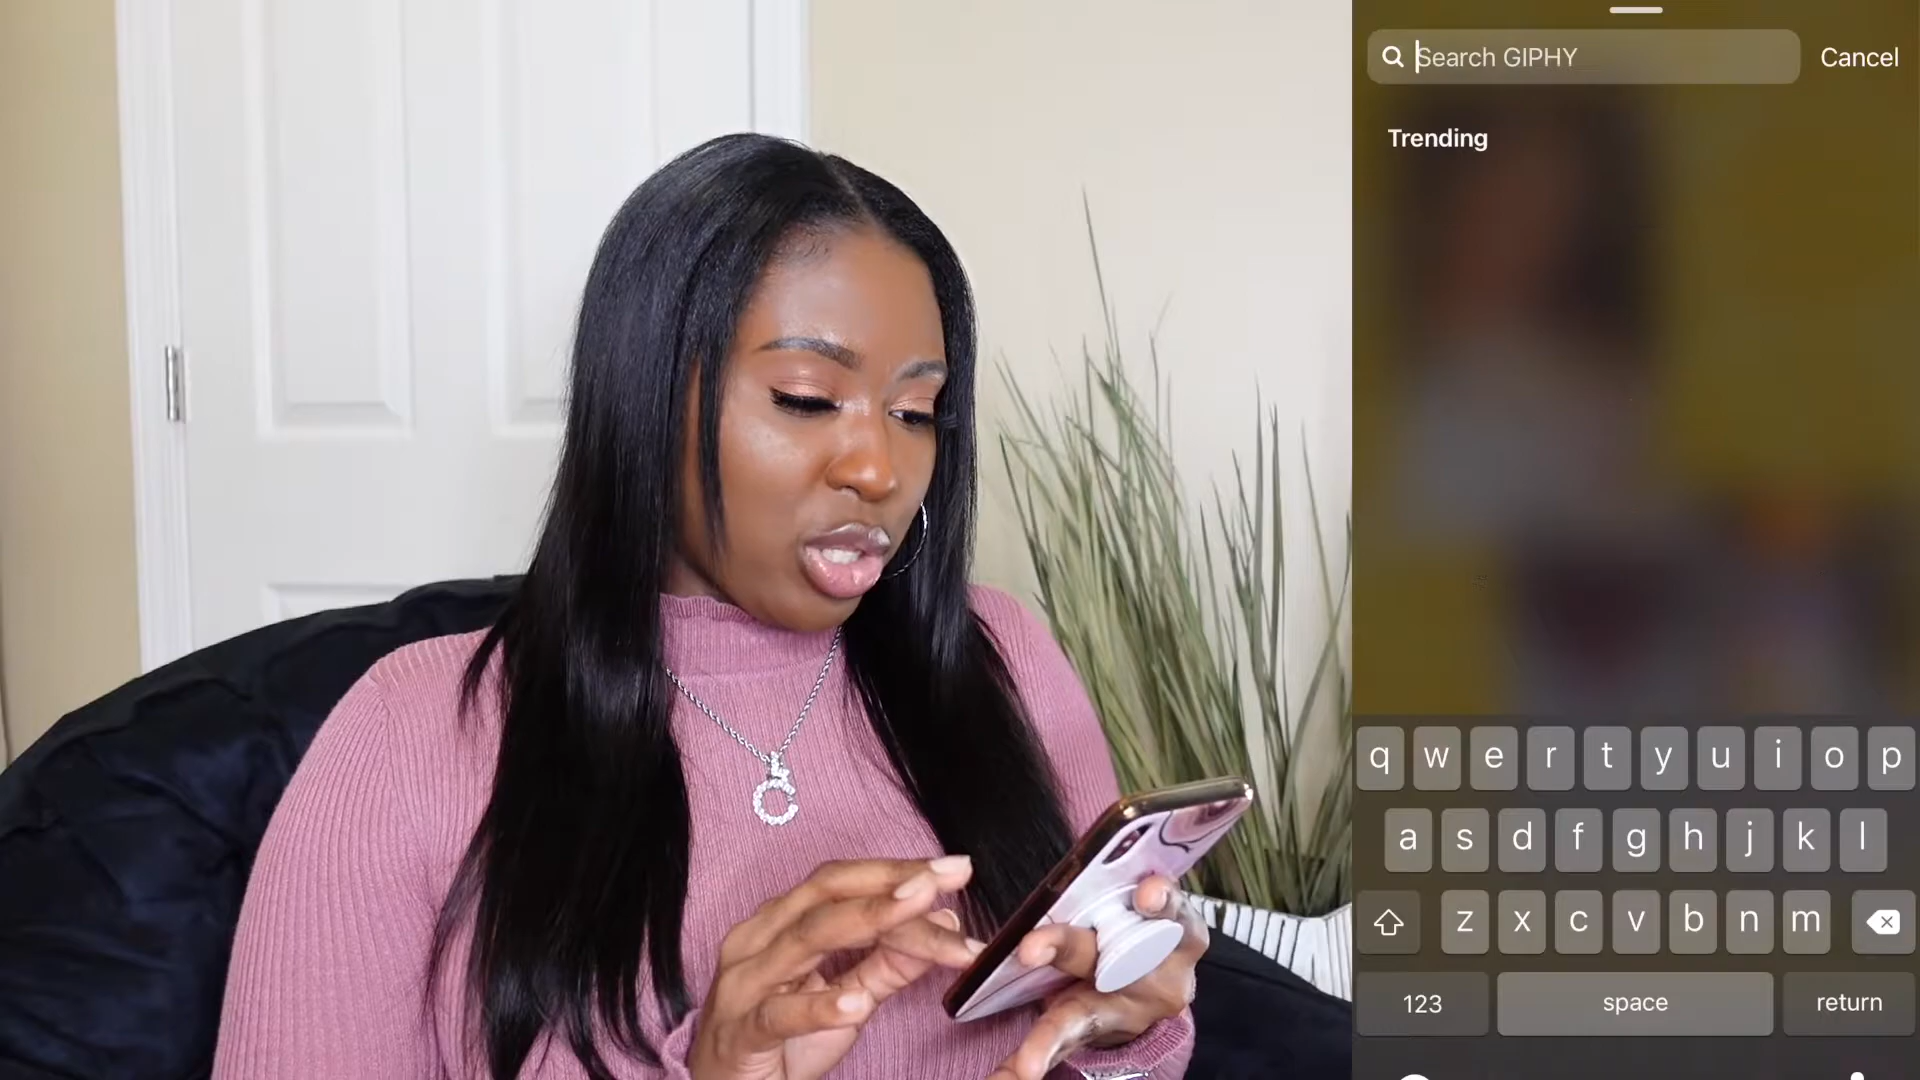 Search GIPHY
Cancel
Trending
q w e r t y u i o p
a s d f g h j k l
z x c v b n m
123 space return